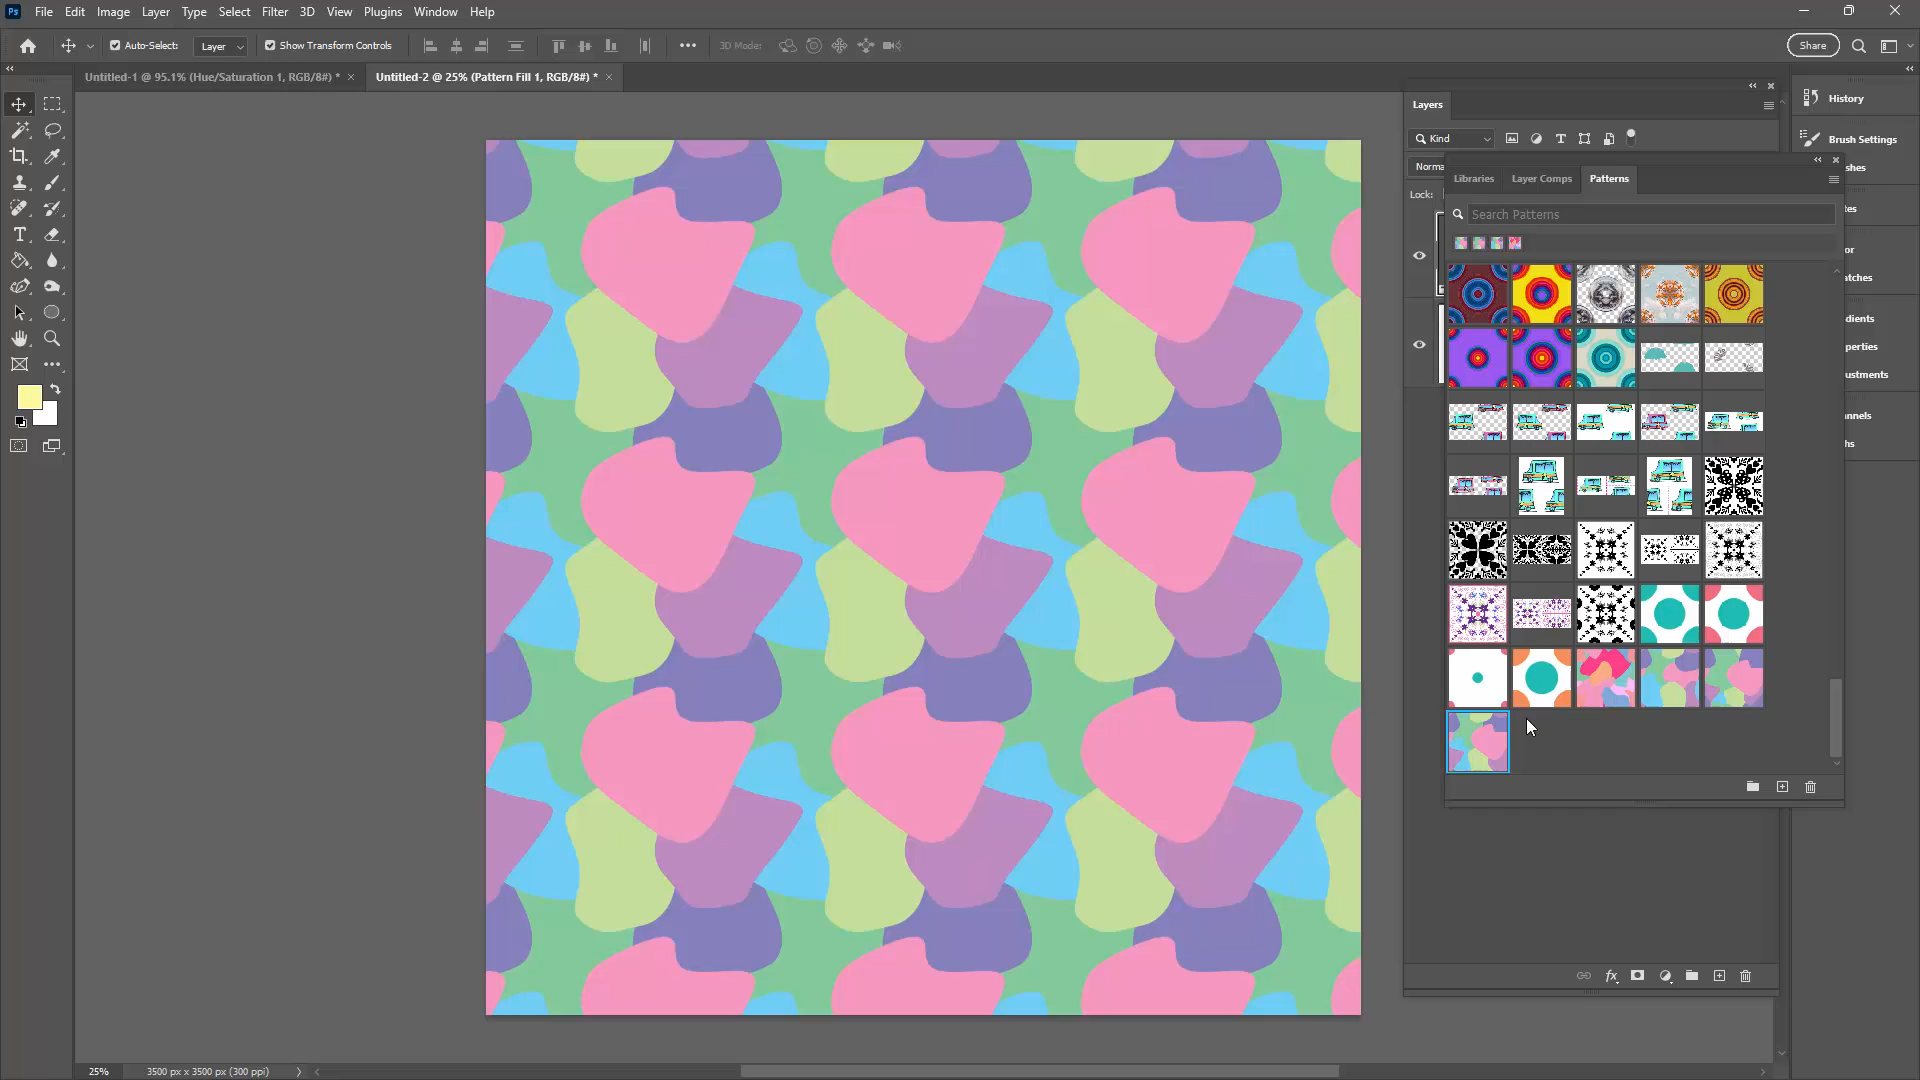 Ps File Edit Image Layer Type Select Filter 3D View Plugins Window Help
Auto-Select: Layer Show Transform Controls 3D Mode: Share
Untitled-1 @ 95.1% (Hue/Saturation 1, RGB/8#) * Untitled-2 @ 25% (Pattern Fill 1, RGB/8#) *
Layers
Kind
Norma
Lock:
Libraries Layer Comps Patterns
Search Patterns
History
Brush Settings
shes
tes
or
atches
dients
perties
ustments
nnels
hs
25% 3500 px x 3500 px (300 ppi)